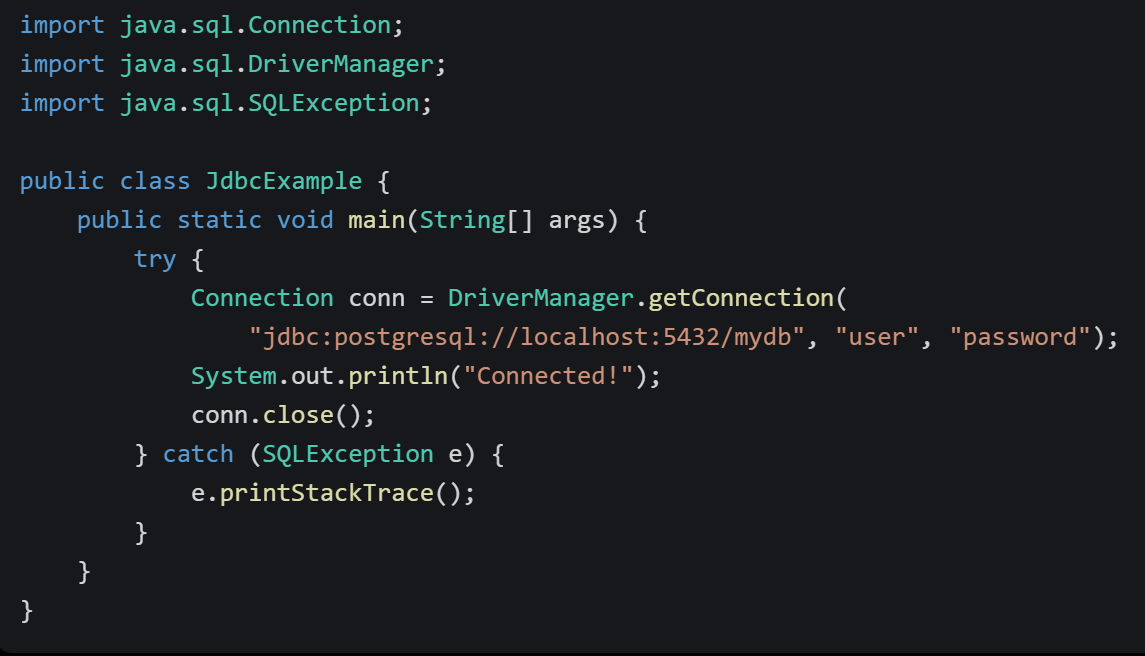 import java.sql.Connection;
import java.sql.DriverManager;
import java.sql.SQLException;

public class JdbcExample {
    public static void main(String[] args) {
        try {
            Connection conn = DriverManager.getConnection(
                "jdbc:postgresql://localhost:5432/mydb", "user", "password");
            System.out.println("Connected!");
            conn.close();
        } catch (SQLException e) {
            e.printStackTrace();
        }
    }
}